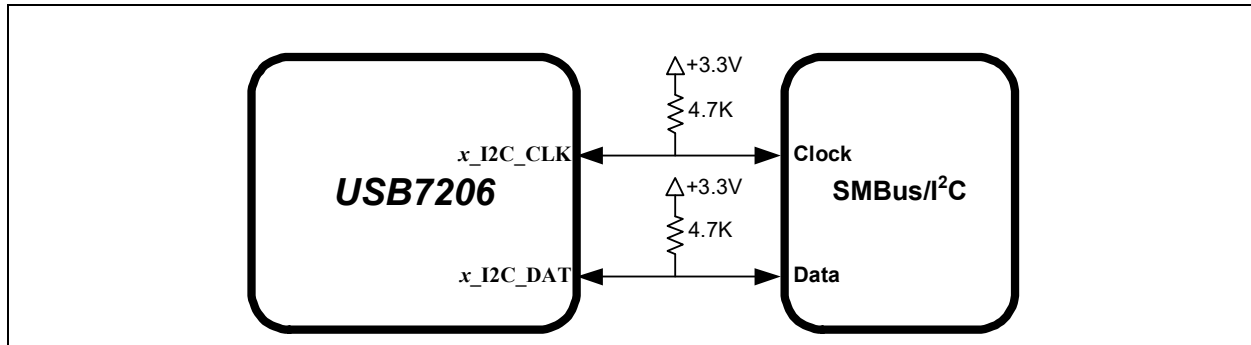 +3.3V
4.7K
x_I2C_CLK
Clock
USB7206
SMBus/I²C
+3.3V
4.7K
x_I2C_DAT
Data